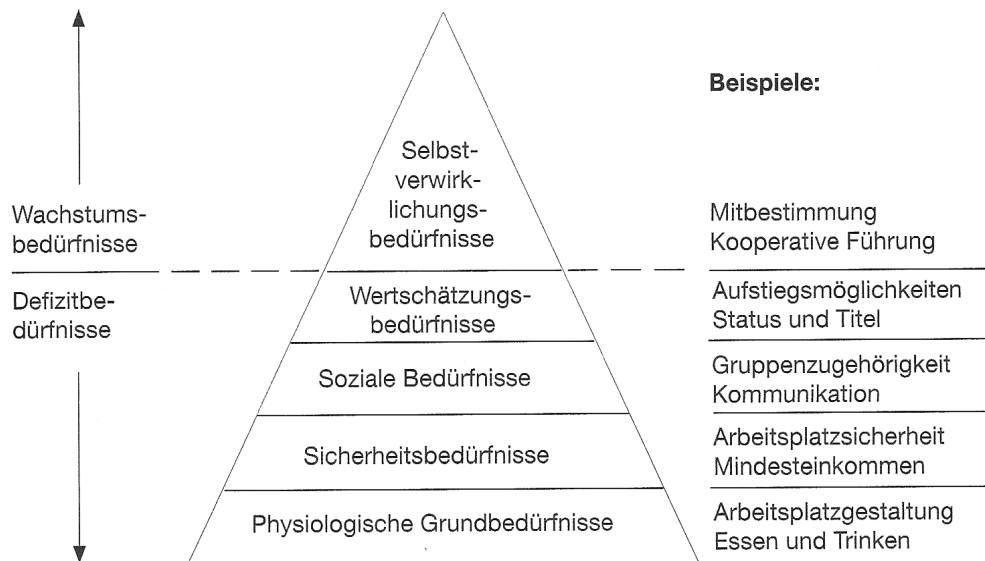 Beispiele:
Selbst-
verwirk-
lichungs-
bedürfnisse
Wachstums-
bedürfnisse
Mitbestimmung
Kooperative Führung
Defizitbe-
dürfnisse
Wertschätzungs-
bedürfnisse
Aufstiegsmöglichkeiten
Status und Titel
Soziale Bedürfnisse
Gruppenzugehörigkeit
Kommunikation
Sicherheitsbedürfnisse
Arbeitsplatzsicherheit
Mindesteinkommen
Physiologische Grundbedürfnisse
Arbeitsplatzgestaltung
Essen und Trinken